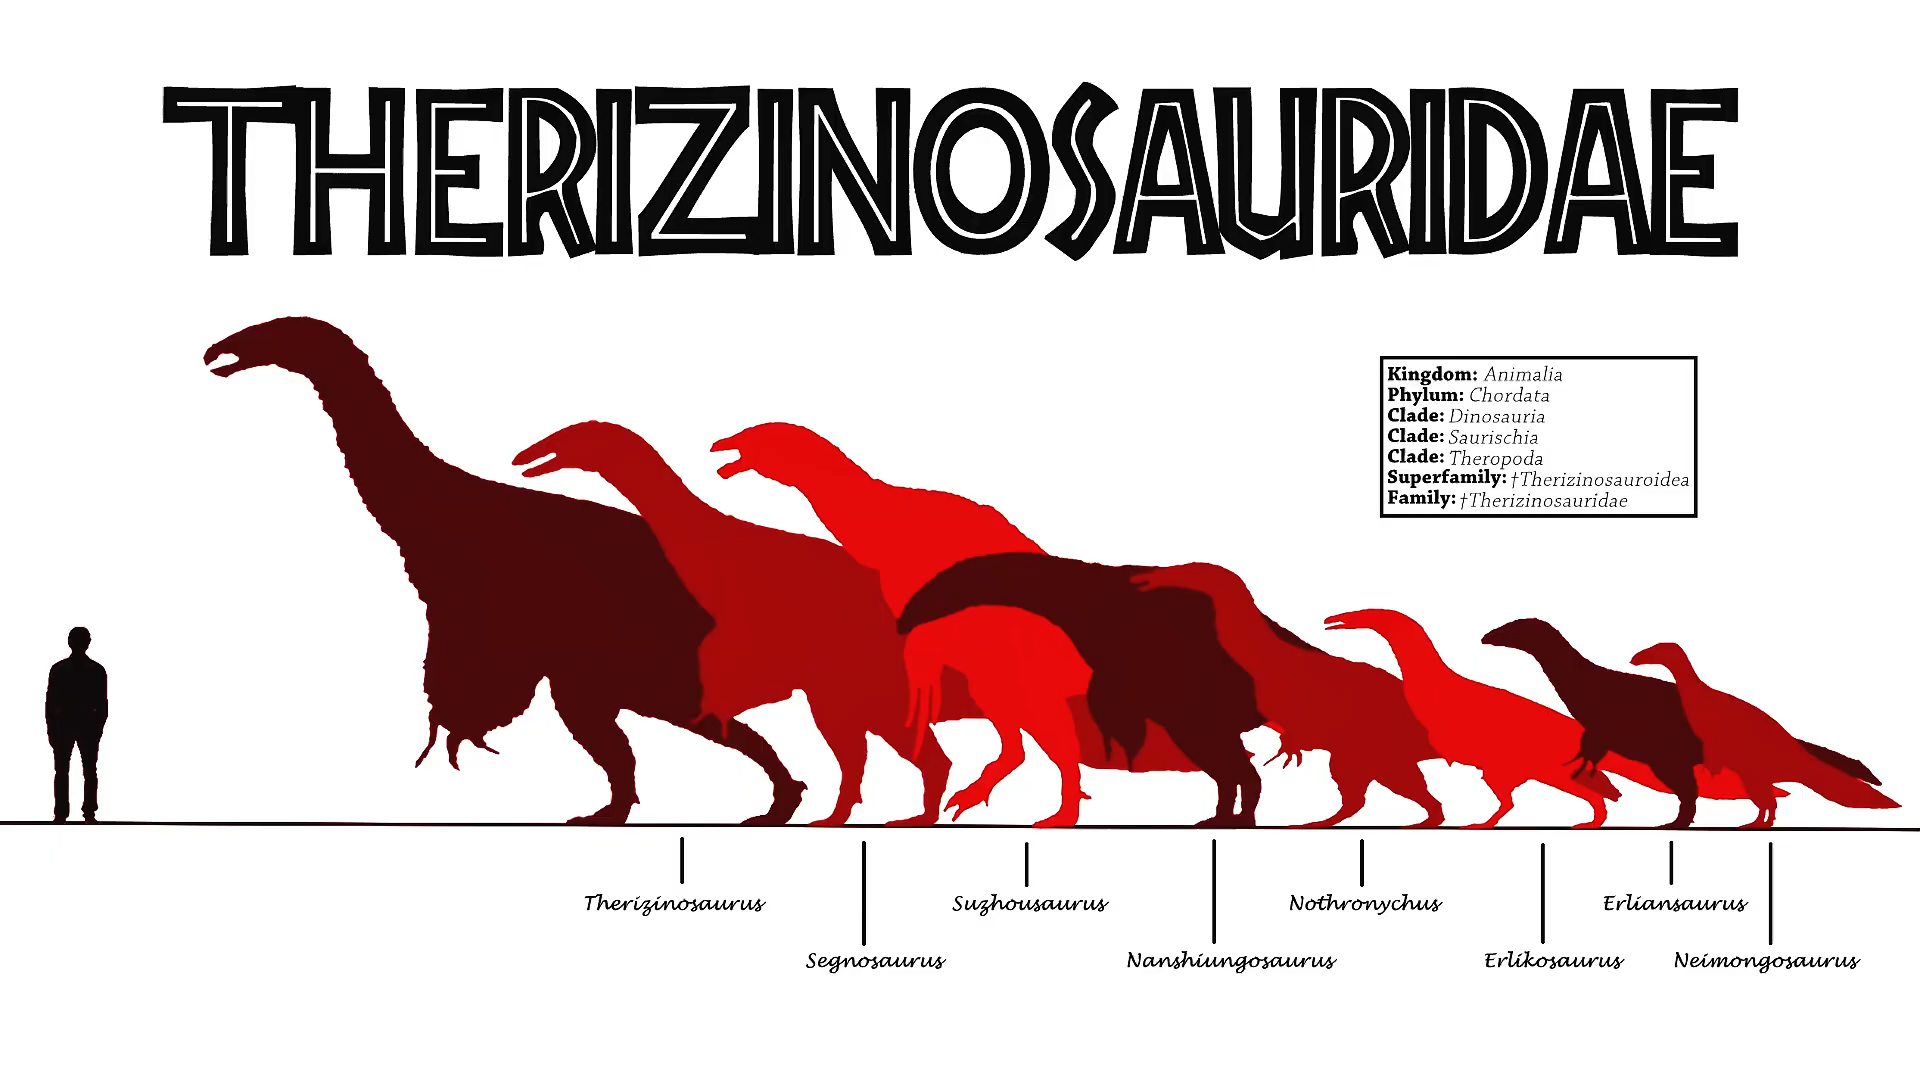 THERIZINOSAURIDAE
Kingdom: Animalia
Phylum: Chordata
Clade: Dinosauria
Clade: Saurischia
Clade: Theropoda
Superfamily: †Therizinosauroidea
Family: †Therizinosauridae
Therizinosaurus
Suzhousaurus
Nothronychus
Erliansaurus
Segnosaurus
Nanshiungosaurus
Erlikosaurus
Neimongosaurus